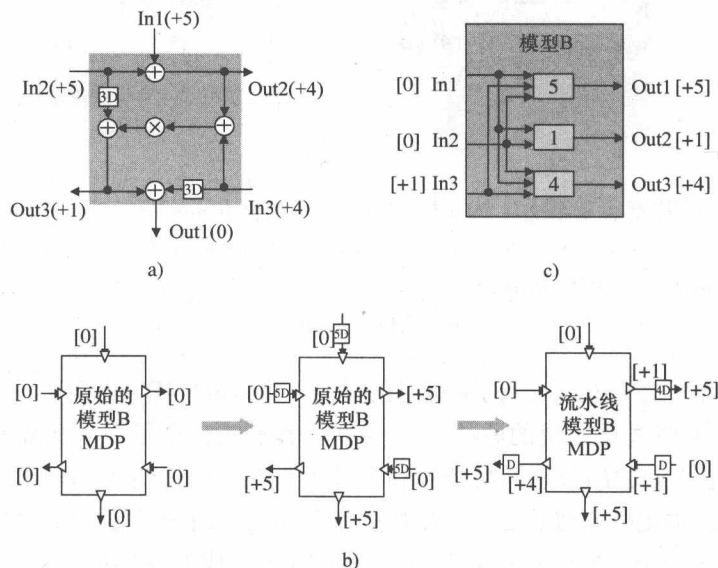 In1(+5)
In2(+5)
3D
Out2(+4)
Out3(+1)
3D
In3(+4)
Out1(0)
a)
模型B
[0] In1
5
Out1 [+5]
[0] In2
1
Out2 [+1]
[+1] In3
4
Out3 [+4]
c)
[0]
[0]
原始的
模型B
MDP
[0]
[0]
[0]
[0]
[0]
5D
[0]
5D
原始的
模型B
MDP
[+5]
[+5]
5D
[0]
[+5]
[0]
[0]
流水线
模型B
MDP
[+1]
4D
[+5]
D
[+5]
[+4]
D
[+1]
[0]
[+5]
b)